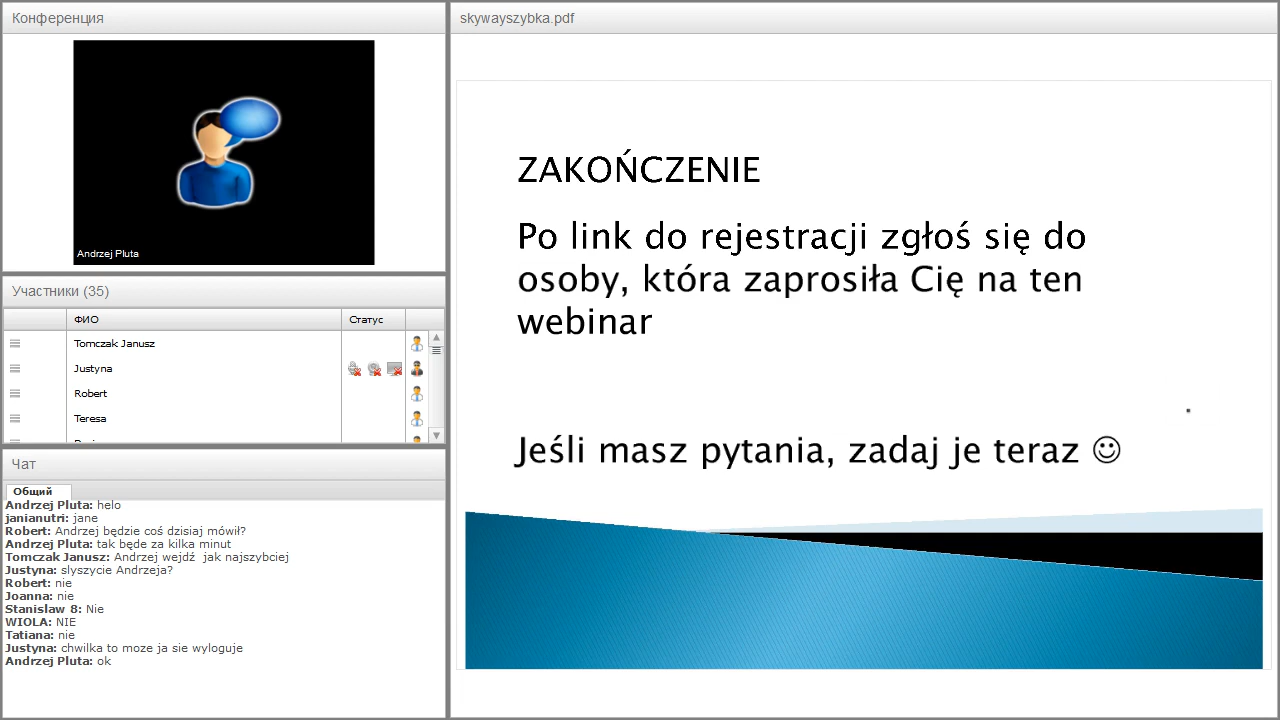 Конференция
Andrzej Pluta
Участники (35)
ФИО Статус
Tomczak Janusz
Justyna
Robert
Teresa
Чат
Общий
Andrzej Pluta: helo
janianutri: jane
Robert: Andrzej będzie coś dzisiaj mówił?
Andrzej Pluta: tak będe za kilka minut
Tomczak Janusz: Andrzej wejdź jak najszybciej
Justyna: slyszycie Andrzeja?
Robert: nie
Joanna: nie
Stanislaw 8: Nie
WIOLA: NIE
Tatiana: nie
Justyna: chwilka to moze ja sie wyloguje
Andrzej Pluta: ok
skywayszybka.pdf
ZAKOŃCZENIE
Po link do rejestracji zgłoś się do
osoby, która zaprosiła Cię na ten
webinar
Jeśli masz pytania, zadaj je teraz ☺